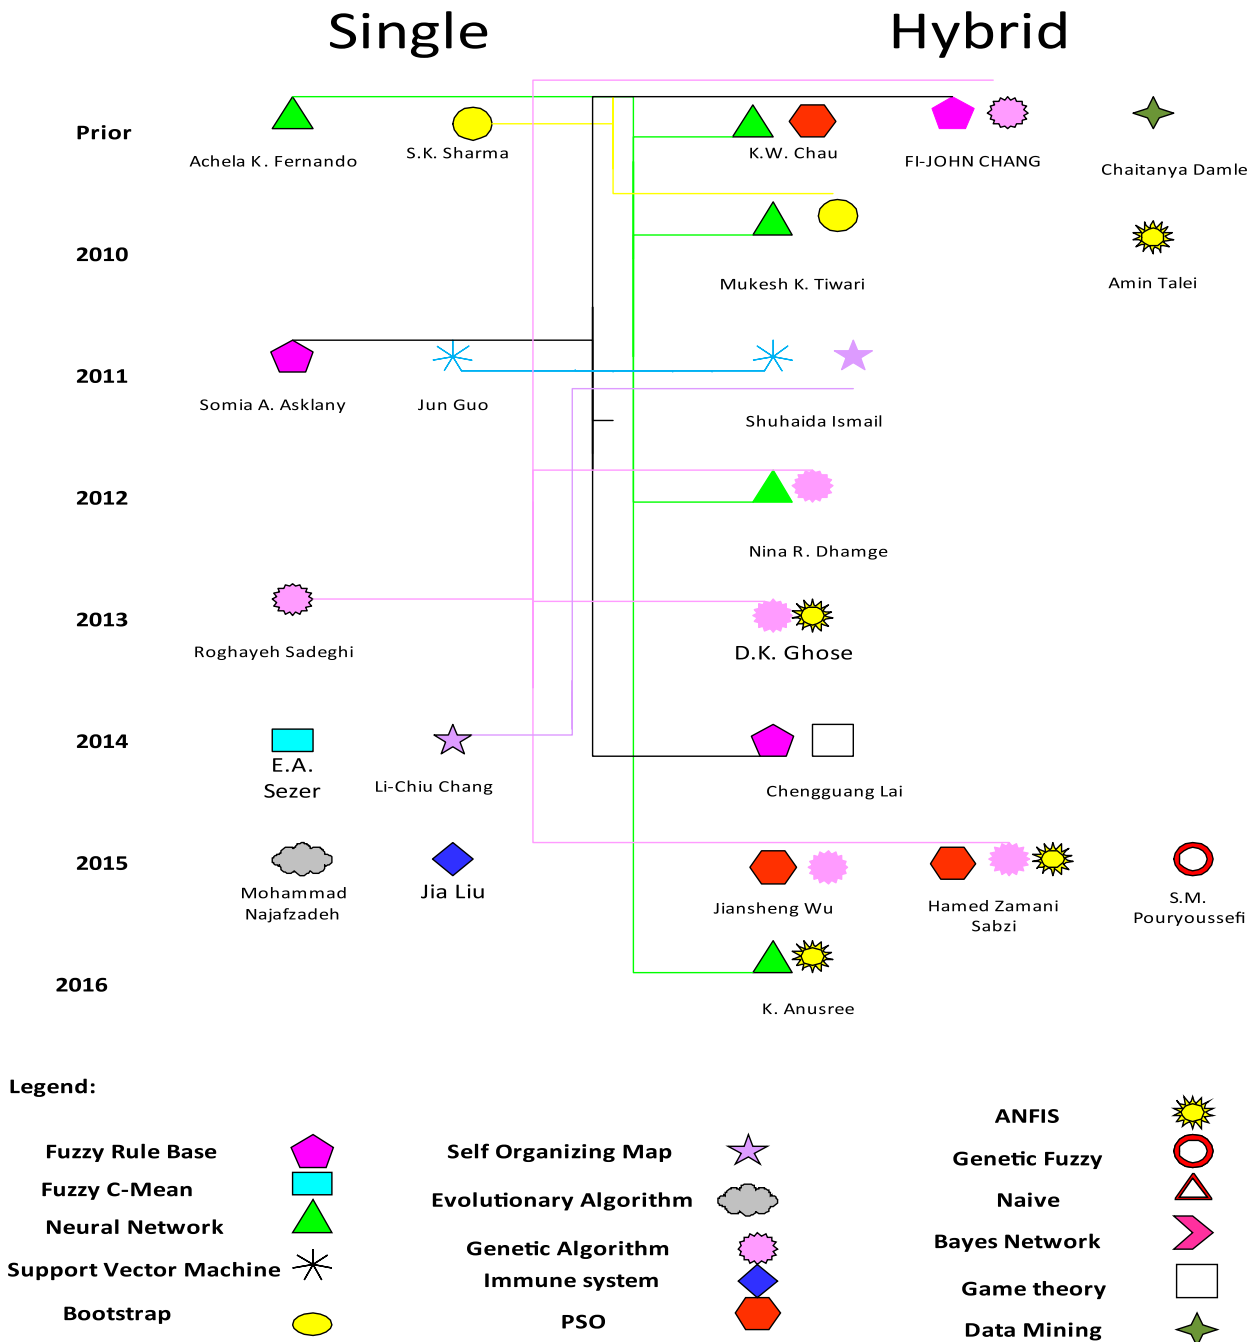 Single
Hybrid
Prior
Achela K. Fernando
S.K. Sharma
K.W. Chau
FI-JOHN CHANG
Chaitanya Damle
2010
Mukesh K. Tiwari
Amin Talei
2011
Somia A. Asklany
Jun Guo
Shuhaida Ismail
2012
Nina R. Dhamge
2013
Roghayeh Sadeghi
D.K. Ghose
2014
E.A.
Sezer
Li-Chiu Chang
Chengguang Lai
2015
Mohammad
Najafzadeh
Jia Liu
Jiansheng Wu
Hamed Zamani
Sabzi
S.M.
Pouryoussefi
2016
K. Anusree
Legend:
Fuzzy Rule Base
Fuzzy C-Mean
Neural Network
Support Vector Machine
Bootstrap
Self Organizing Map
Evolutionary Algorithm
Genetic Algorithm
Immune system
PSO
ANFIS
Genetic Fuzzy
Naive
Bayes Network
Game theory
Data Mining